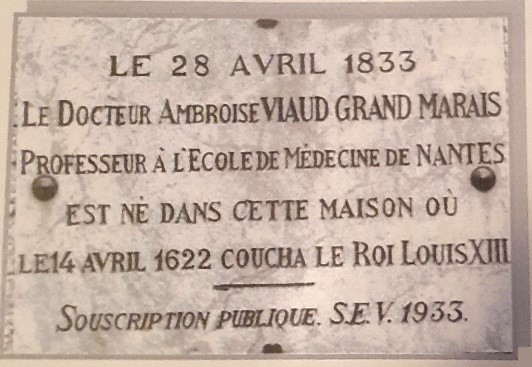 LE 28 AVRIL 1833
LE DOCTEUR AMBROISE VIAUD GRAND MARAIS
PROFESSEUR À L'ECOLE DE MÉDECINE DE NANTES
EST NÉ DANS CETTE MAISON OÙ
LE 14 AVRIL 1622 COUCHA LE ROI LOUIS XIII
SOUSCRIPTION PUBLIQUE. S.E.V. 1933.